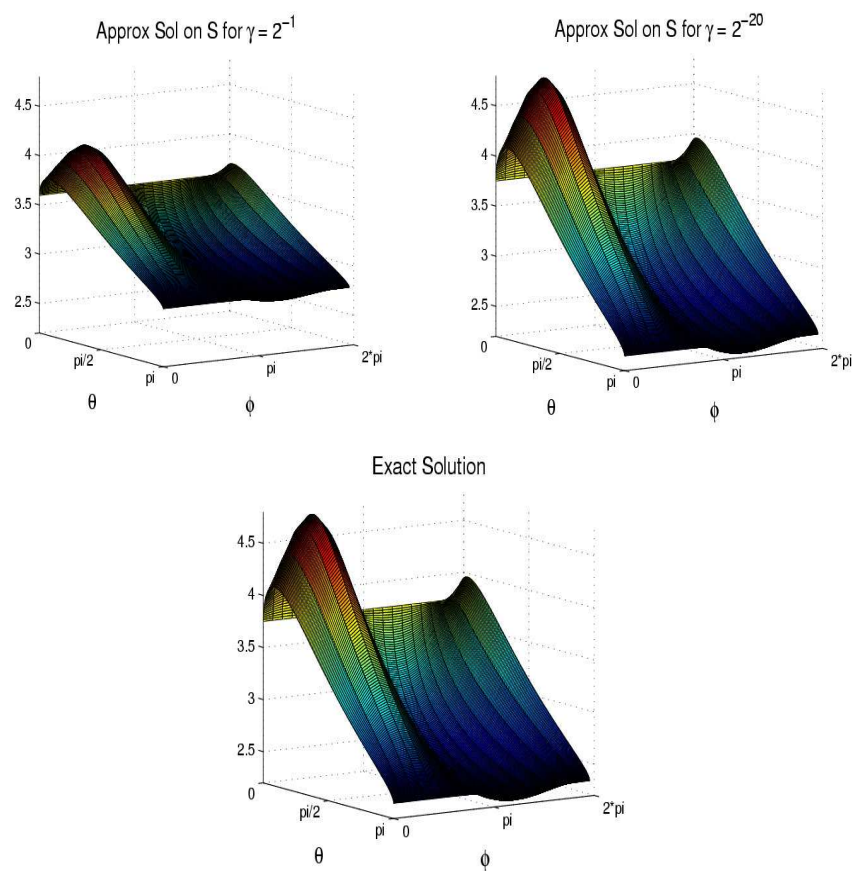 Approx Sol on S for γ = 2⁻¹
4.5
4
3.5
3
2.5
0
pi/2
pi
θ
0
pi
2*pi
ϕ
Approx Sol on S for γ = 2⁻²⁰
4.5
4
3.5
3
2.5
0
pi/2
pi
θ
0
pi
2*pi
ϕ
Exact Solution
4.5
4
3.5
3
2.5
0
pi/2
pi
θ
0
pi
2*pi
ϕ